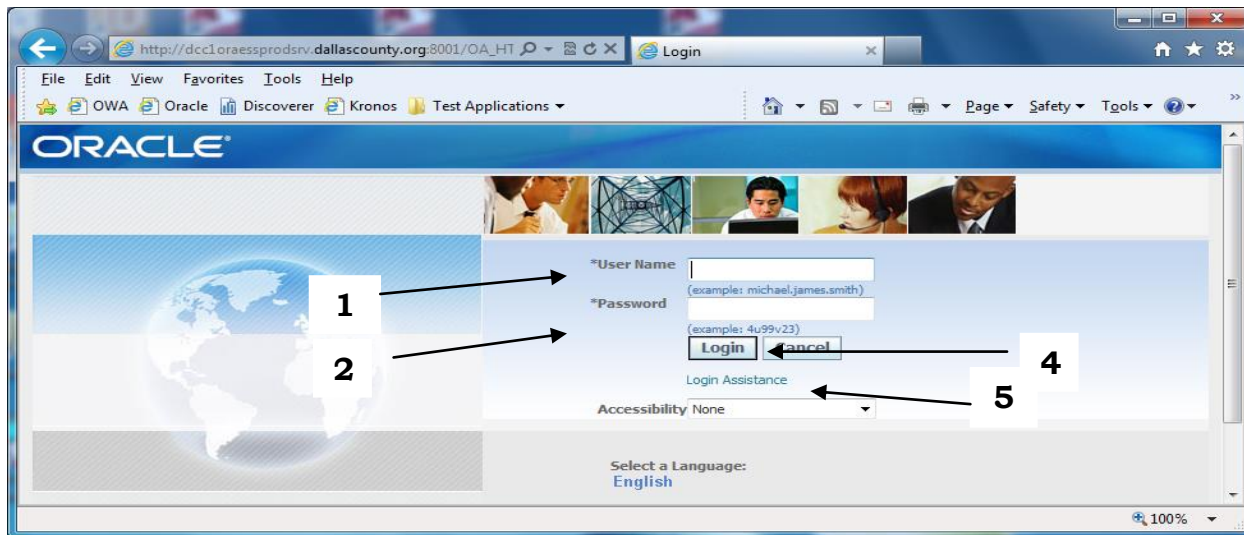 http://dcc1oraessprodsrv.dallascounty.org:8001/OA_HT
Login
File Edit View Favorites Tools Help
OWA Oracle Discoverer Kronos Test Applications
Page Safety Tools
ORACLE
*User Name
(example: michael.james.smith)
1
*Password
(example: 4u99v23)
2
Login Cancel
4
Login Assistance
5
Accessibility None
Select a Language:
English
100%